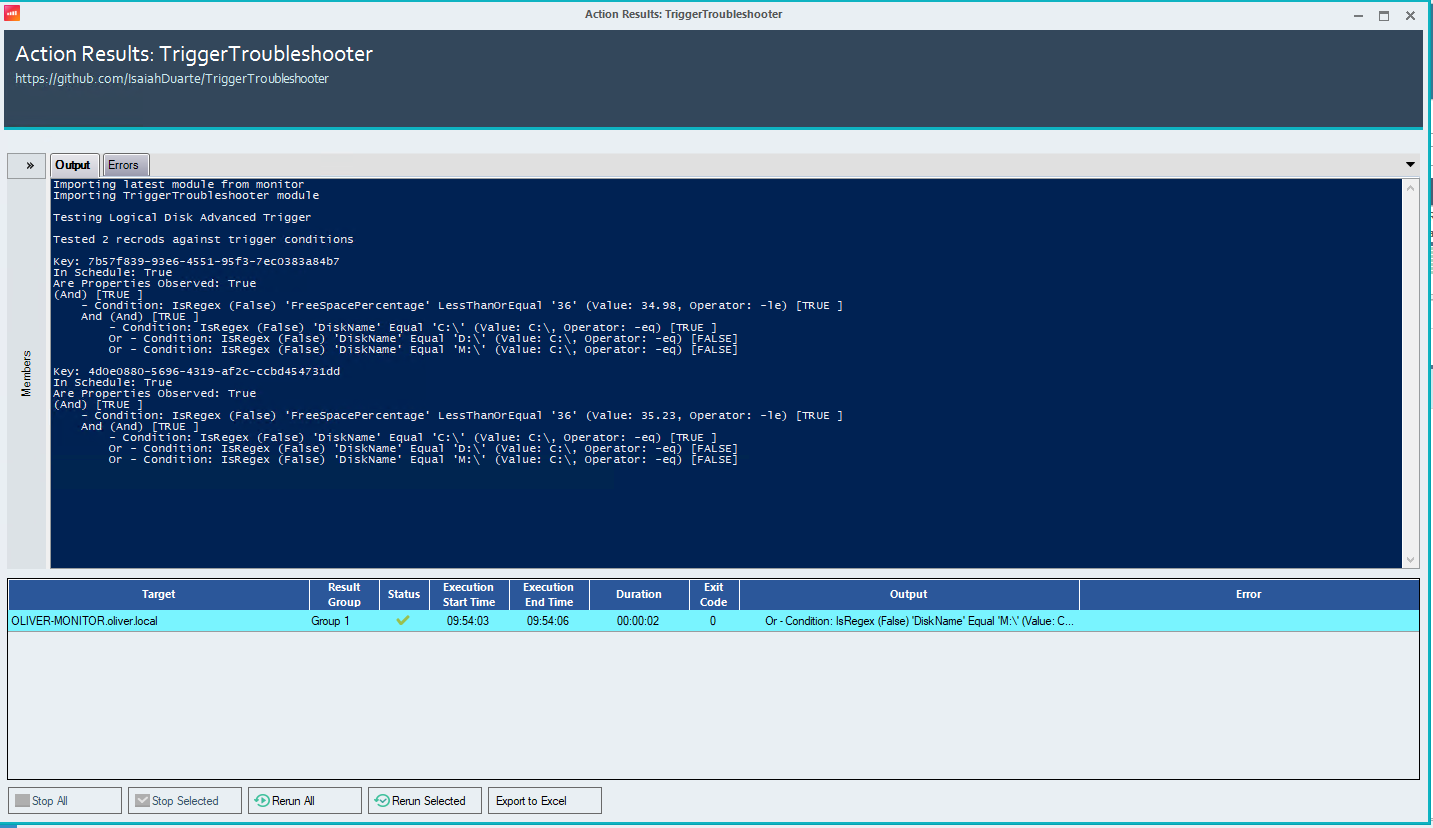 Action Results: TriggerTroubleshooter
Action Results: TriggerTroubleshooter
https://github.com/IsaiahDuarte/TriggerTroubleshooter
»
Output
Errors
Members
Importing latest module from monitor
Importing TriggerTroubleshooter module
Testing Logical Disk Advanced Trigger
Tested 2 recrods against trigger conditions
Key: 7b57f839-93e6-4551-95f3-7ec0383a84b7
In Schedule: True
Are Properties Observed: True
(And) [TRUE ]
- Condition: IsRegex (False) 'FreeSpacePercentage' LessThanOrEqual '36' (Value: 34.98, Operator: -le) [TRUE ]
And (And) [TRUE ]
- Condition: IsRegex (False) 'DiskName' Equal 'C:\' (Value: C:\, Operator: -eq) [TRUE ]
Or - Condition: IsRegex (False) 'DiskName' Equal 'D:\' (Value: C:\, Operator: -eq) [FALSE]
Or - Condition: IsRegex (False) 'DiskName' Equal 'M:\' (Value: C:\, Operator: -eq) [FALSE]
Key: 4d0e0880-5696-4319-af2c-ccbd454731dd
In Schedule: True
Are Properties Observed: True
(And) [TRUE ]
- Condition: IsRegex (False) 'FreeSpacePercentage' LessThanOrEqual '36' (Value: 35.23, Operator: -le) [TRUE ]
And (And) [TRUE ]
- Condition: IsRegex (False) 'DiskName' Equal 'C:\' (Value: C:\, Operator: -eq) [TRUE ]
Or - Condition: IsRegex (False) 'DiskName' Equal 'D:\' (Value: C:\, Operator: -eq) [FALSE]
Or - Condition: IsRegex (False) 'DiskName' Equal 'M:\' (Value: C:\, Operator: -eq) [FALSE]
Target Result Group Status Execution Start Time Execution End Time Duration Exit Code Output Error
OLIVER-MONITOR.oliver.local Group 1 09:54:03 09:54:06 00:00:02 0 Or - Condition: IsRegex (False) 'DiskName' Equal 'M:\' (Value: C...
Stop All Stop Selected Rerun All Rerun Selected Export to Excel